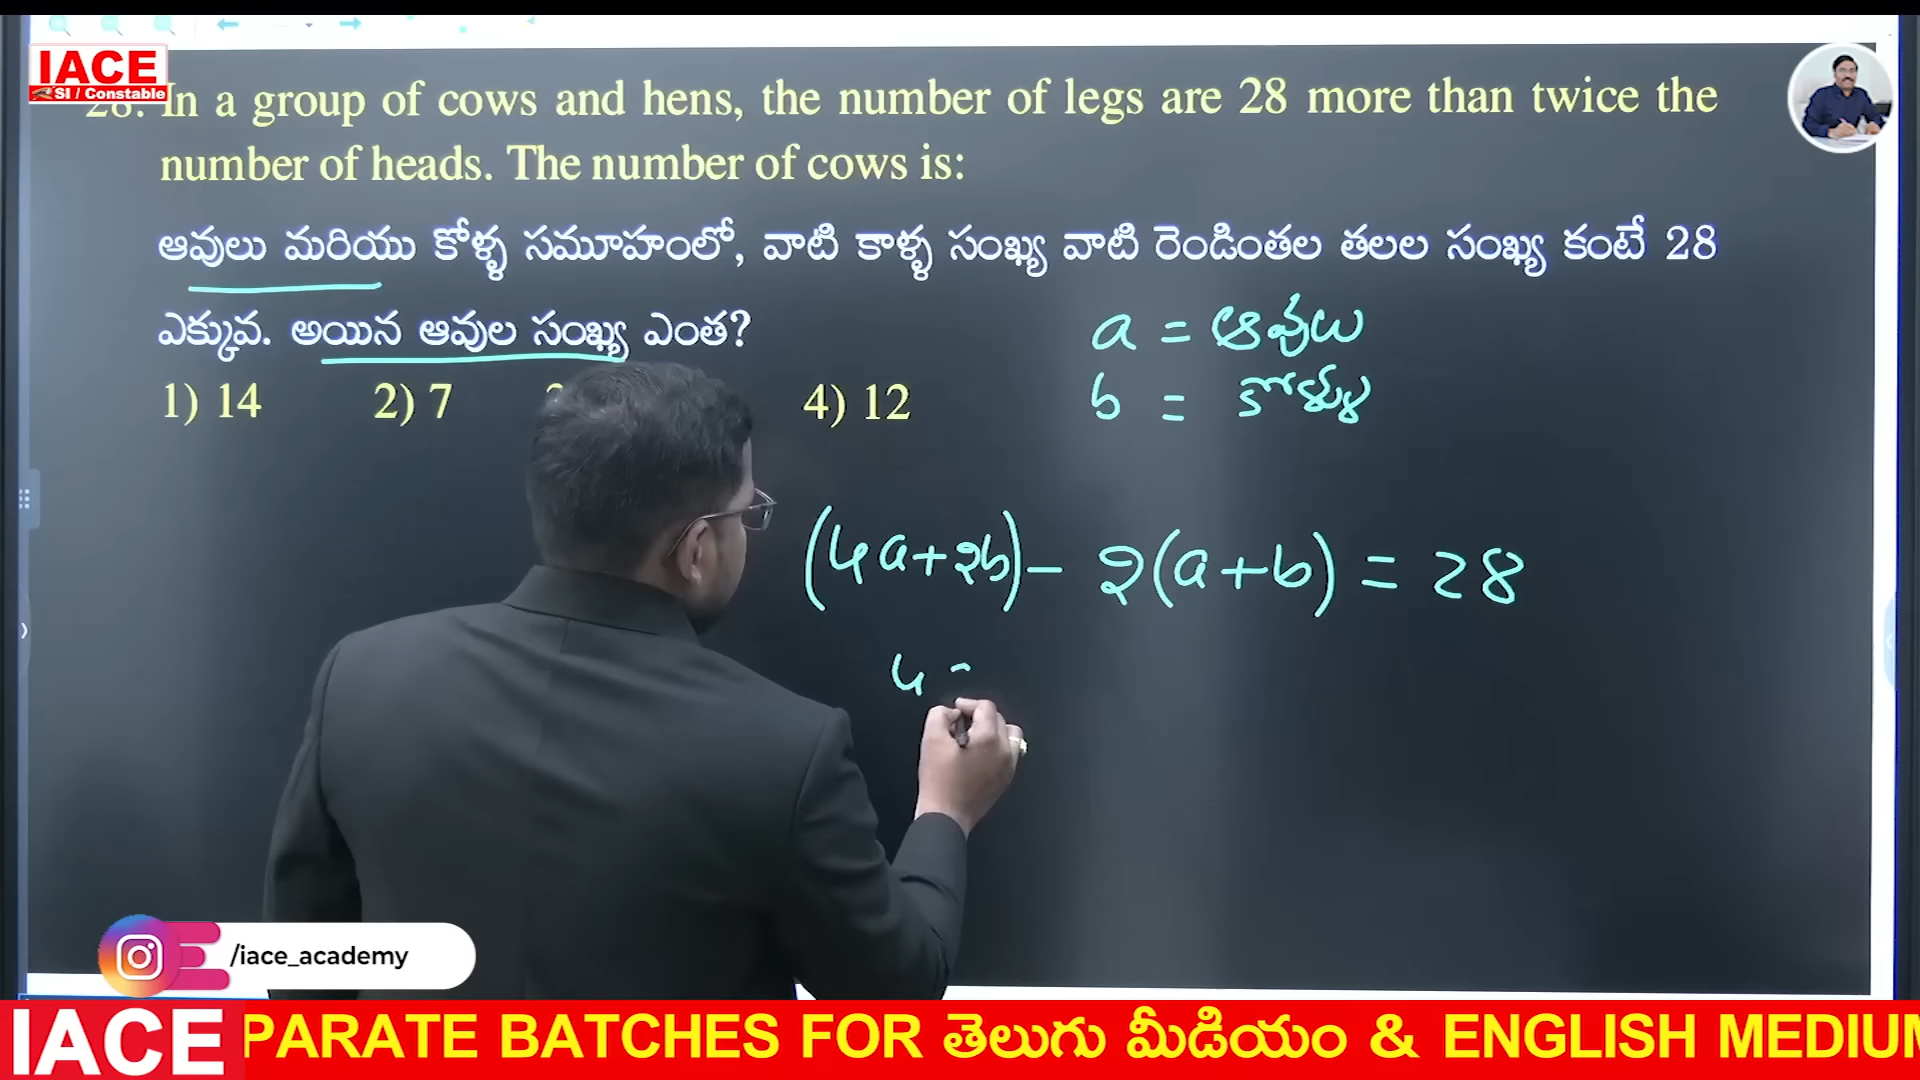 IACE
SI / Constable
28. In a group of cows and hens, the number of legs are 28 more than twice the
number of heads. The number of cows is:
ఆవులు మరియు కోళ్ళ సమూహంలో, వాటి కాళ్ళ సంఖ్య వాటి రెండింతల తలల సంఖ్య కంటే 28
ఎక్కువ. అయిన ఆవుల సంఖ్య ఎంత?
a = ఆవులు
b = కోళ్ళు
1) 14 2) 7 4) 12
(4a+2b) - 2(a+b) = 28
4
/iace_academy
IACE PARATE BATCHES FOR తెలుగు మీడియం & ENGLISH MEDIUM